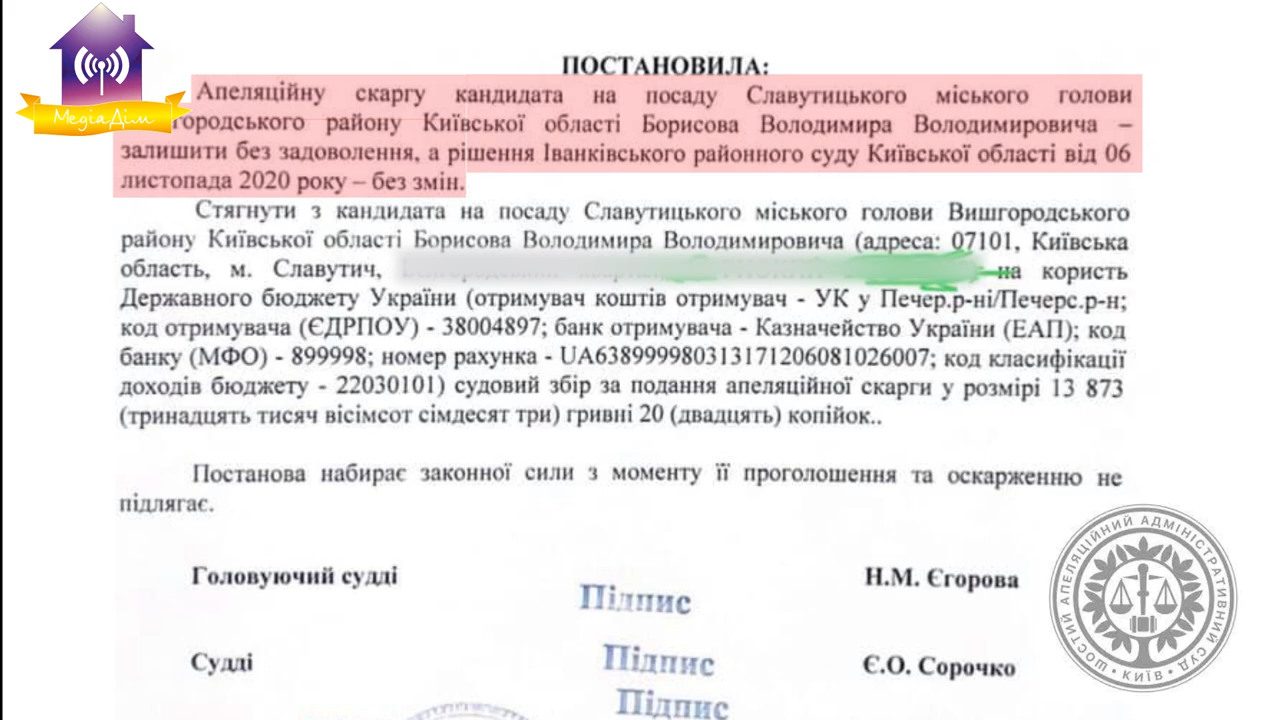 МедіаДім
ПОСТАНОВИЛА:
Апеляційну скаргу кандидата на посаду Славутицького міського голови
городського району Київської області Борисова Володимира Володимировича –
залишити без задоволення, а рішення Іванківського районного суду Київської області від 06
листопада 2020 року – без змін.
Стягнути з кандидата на посаду Славутицького міського голови Вишгородського
району Київської області Борисова Володимира Володимировича (адреса: 07101, Київська
область, м. Славутич, на користь
Державного бюджету України (отримувач коштів отримувач - УК у Печер.р-ні/Печерс.р-н;
код отримувача (ЄДРПОУ) - 38004897; банк отримувача - Казначейство України (ЕАП); код
банку (МФО) - 899998; номер рахунка - UA638999980313171206081026007; код класифікації
доходів бюджету - 22030101) судовий збір за подання апеляційної скарги у розмірі 13 873
(тринадцять тисяч вісімсот сімдесят три) гривні 20 (двадцять) копійок..
Постанова набирає законної сили з моменту її проголошення та оскарженню не
підлягає.
Головуючий судді Підпис Н.М. Єгорова
Судді Підпис Є.О. Сорочко
Підпис
ШОСТИЙ АПЕЛЯЦІЙНИЙ АДМІНІСТРАТИВНИЙ СУД
КИЇВ